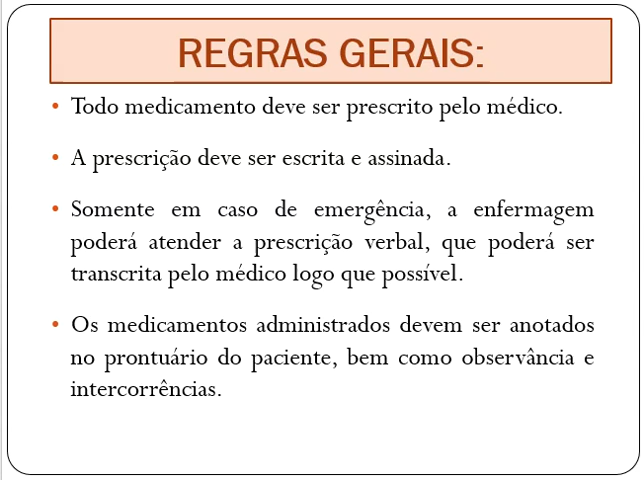 REGRAS GERAIS:
• Todo medicamento deve ser prescrito pelo médico.
• A prescrição deve ser escrita e assinada.
• Somente em caso de emergência, a enfermagem
poderá atender a prescrição verbal, que poderá ser
transcrita pelo médico logo que possível.
• Os medicamentos administrados devem ser anotados
no prontuário do paciente, bem como observância e
intercorrências.